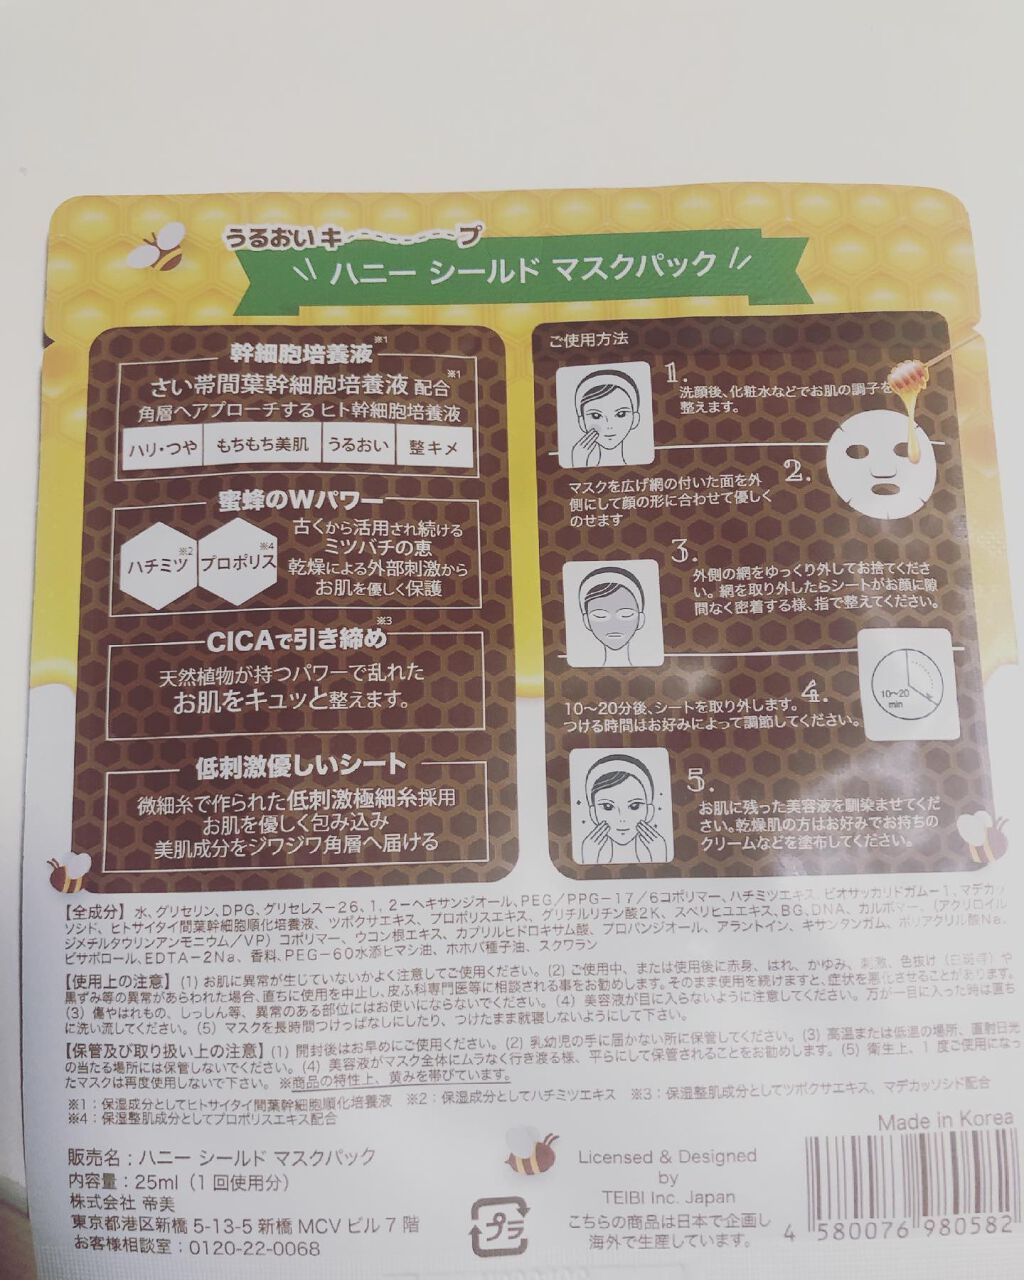 うるおいキープ
ハニー シールド マスクパック
幹細胞培養液※1
さい帯間葉幹細胞培養液 配合※1
角層へアプローチする ヒト幹細胞培養液
ハリ・つや もちもち美肌 うるおい 整キメ
蜜蜂のWパワー
ハチミツ※2 プロポリス※4
古くから活用され続ける
ミツバチの恵
乾燥による外部刺激から
お肌を優しく保護
CICAで引き締め※3
天然植物が持つパワーで乱れた
お肌をキュッと整えます。
低刺激優しいシート
微細糸で作られた低刺激極細糸採用
お肌を優しく包み込み
美肌成分をジワジワ角層へ届ける
ご使用方法
1.
洗顔後、化粧水などでお肌の調子を
整えます。
2.
マスクを広げ網の付いた面を外
側にして顔の形に合わせて優しく
のせます
3.
外側の網をゆっくり外してお捨てくださ
い。網を取り外したらシートがお顔に隙
間なく密着する様、指で整えてください。
4.
10〜20分後、シートを取り外します。
つける時間はお好みによって調節してください。
10〜20
min
5.
お肌に残った美容液を馴染ませてくだ
さい。乾燥肌の方はお好みでお持ちの
クリームなどを塗布してください。
【全成分】水、グリセリン、DPG、グリセレス-26、1、2-ヘキサンジオール、PEG/PPG-17/6コポリマー、ハチミツエキス、ビオサッカリドガム-1、マデカッ
ソシド、ヒトサイタイ間葉幹細胞順化培養液、ツボクサエキス、プロポリスエキス、グリチルリチン酸2K、スベリヒユエキス、BG、DNA、カルボマー、(アクリロイル
ジメチルタウリンアンモニウム/VP)コポリマー、ウコン根エキス、カプリルヒドロキサム酸、プロパンジオール、アラントイン、キサンタンガム、ポリアクリル酸Na、
ビサボロール、EDTA-2Na、香料、PEG-60水添ヒマシ油、ホホバ種子油、スクワラン
【使用上の注意】(1) お肌に異常が生じていないかよく注意してご使用ください。(2) ご使用中、または使用後に赤身、はれ、かゆみ、刺激、色抜け(白斑等)や
黒ずみ等の異常があらわれた場合、直ちに使用を中止し、皮ふ科専門医等に相談される事をお勧めします。そのまま使用を続けますと、症状を悪化させることがあります。
(3) 傷やはれもの、しっしん等、異常のある部位にはお使いにならないでください。(4) 美容液が目に入らないように注意してください。万が一目に入った時は直ち
に洗い流してください。(5) マスクを長時間つけっぱなしにしたり、つけたまま就寝しないようにして下さい。
【保管及び取り扱い上の注意】(1) 開封後はお早めにご使用ください。(2) 乳幼児の手に届かない所に保管してください。(3) 高温または低温の場所、直射日光
の当たる場所には保管しないでください。(4) 美容液がマスク全体にムラなく行き渡る様、平らにして保管されることをお勧めします。(5) 衛生上、1度ご使用になっ
たマスクは再度使用しないで下さい。 ※商品の特性上、黄みを帯びています。
※1:保湿成分としてヒトサイタイ間葉幹細胞順化培養液 ※2:保湿成分としてハチミツエキス ※3:保湿整肌成分としてツボクサエキス、マデカッソシド配合
※4:保湿整肌成分としてプロポリスエキス配合
Made in Korea
販売名:ハニー シールド マスクパック
内容量:25ml(1回使用分)
株式会社 帝美
東京都港区新橋 5-13-5 新橋 MCV ビル 7 階
お客様相談室:0120-22-0068
プラ
Licensed & Designed
by
TEIBI Inc. Japan
こちらの商品は日本で企画し
海外で生産しています。
4 580076 980582